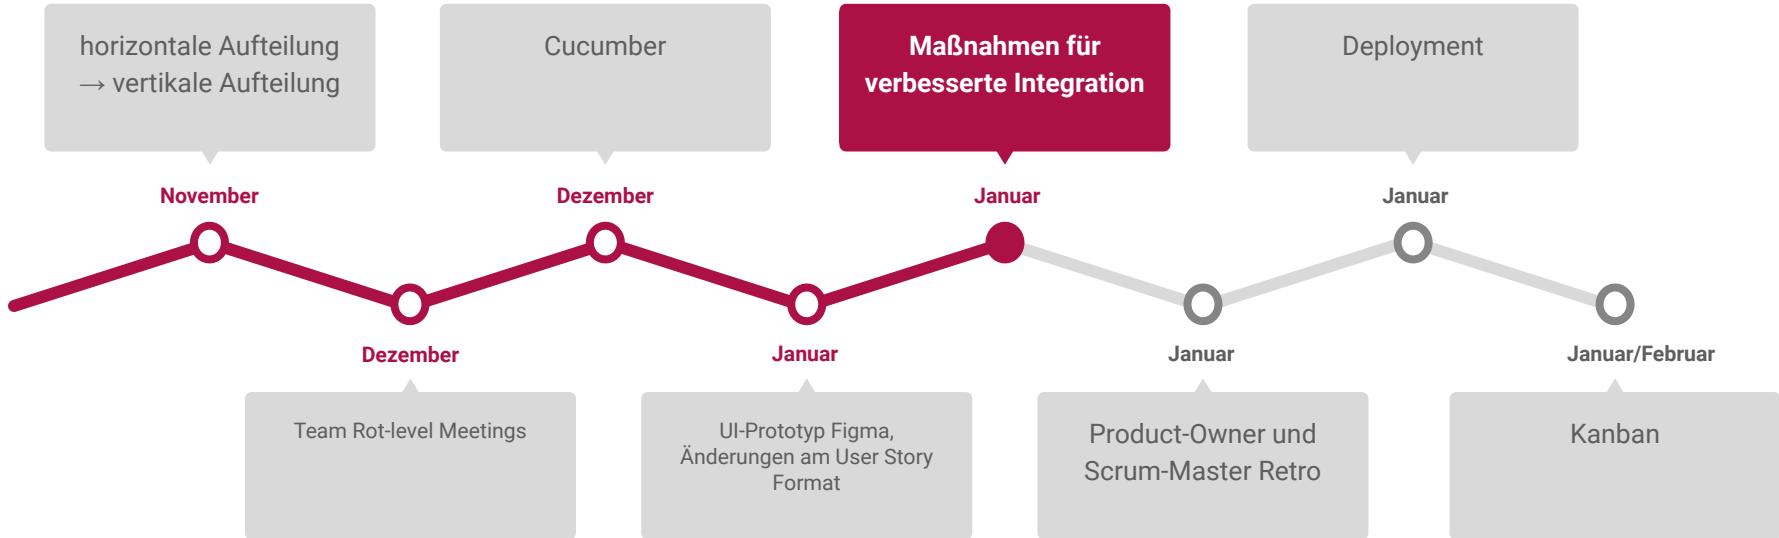 horizontale Aufteilung
→ vertikale Aufteilung
Cucumber
Maßnahmen für
verbesserte Integration
Deployment
November
Dezember
Januar
Januar
Dezember
Januar
Januar
Januar/Februar
Team Rot-level Meetings
UI-Prototyp Figma,
Änderungen am User Story
Format
Product-Owner und
Scrum-Master Retro
Kanban